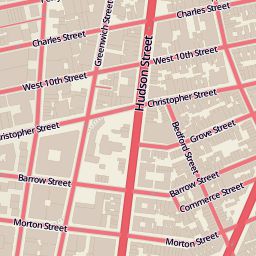 Charles Street
Charles Street
Greenwich Street
Hudson Street
West 10th Street
West 10th Street
Christopher Street
ristopher Street
Bedford Street
Grove Street
Barrow Street
Barrow Street
Commerce Street
Morton Street
Morton Street